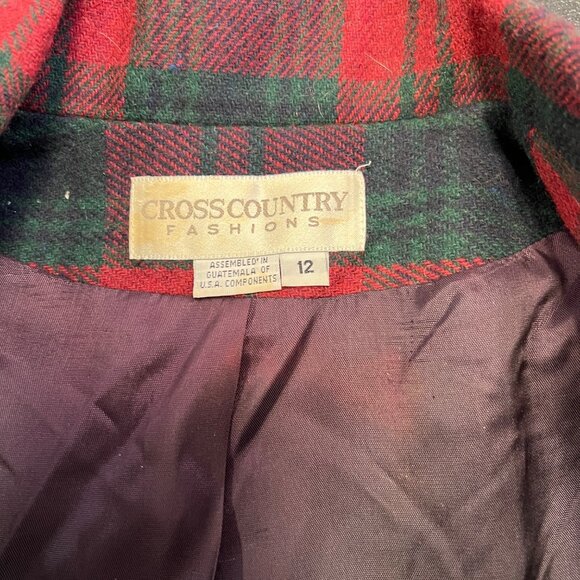 CROSSCOUNTRY
FASHIONS
ASSEMBLED IN
GUATEMALA OF
U.S.A. COMPONENTS
12